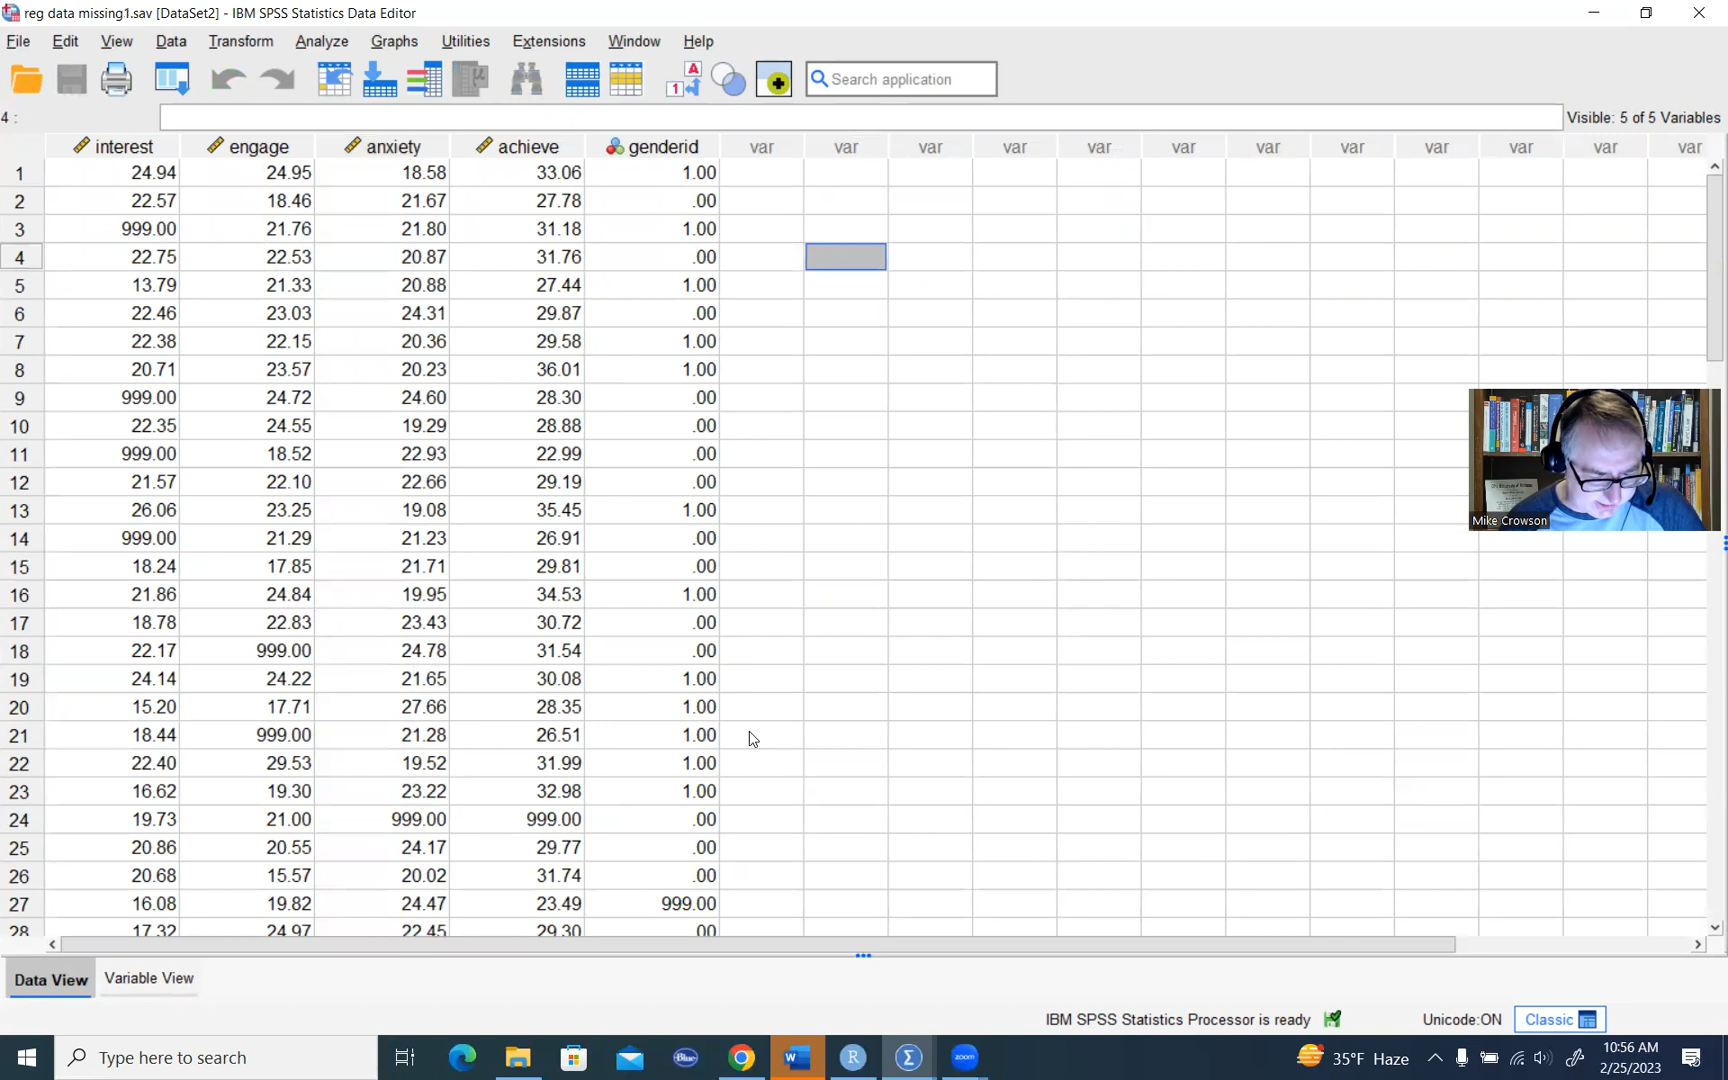 reg data missing1.sav [DataSet2] - IBM SPSS Statistics Data Editor
File Edit View Data Transform Analyze Graphs Utilities Extensions Window Help
Search application
4 : Visible: 5 of 5 Variables
interest engage anxiety achieve genderid var var var var var var var var var var var var
1 24.94 24.95 18.58 33.06 1.00
2 22.57 18.46 21.67 27.78 .00
3 999.00 21.76 21.80 31.18 1.00
4 22.75 22.53 20.87 31.76 .00
5 13.79 21.33 20.88 27.44 1.00
6 22.46 23.03 24.31 29.87 .00
7 22.38 22.15 20.36 29.58 1.00
8 20.71 23.57 20.23 36.01 1.00
9 999.00 24.72 24.60 28.30 .00
10 22.35 24.55 19.29 28.88 .00
11 999.00 18.52 22.93 22.99 .00
12 21.57 22.10 22.66 29.19 .00
13 26.06 23.25 19.08 35.45 1.00
14 999.00 21.29 21.23 26.91 .00
15 18.24 17.85 21.71 29.81 .00
16 21.86 24.84 19.95 34.53 1.00
17 18.78 22.83 23.43 30.72 .00
18 22.17 999.00 24.78 31.54 .00
19 24.14 24.22 21.65 30.08 1.00
20 15.20 17.71 27.66 28.35 1.00
21 18.44 999.00 21.28 26.51 1.00
22 22.40 29.53 19.52 31.99 1.00
23 16.62 19.30 23.22 32.98 1.00
24 19.73 21.00 999.00 999.00 .00
25 20.86 20.55 24.17 29.77 .00
26 20.68 15.57 20.02 31.74 .00
27 16.08 19.82 24.47 23.49 999.00
28 17.32 24.97 22.45 29.30 .00
Mike Crowson
Data View Variable View
IBM SPSS Statistics Processor is ready Unicode:ON Classic
Type here to search
Blue
W
R
Σ
zoom
35°F Haze
10:56 AM
2/25/2023